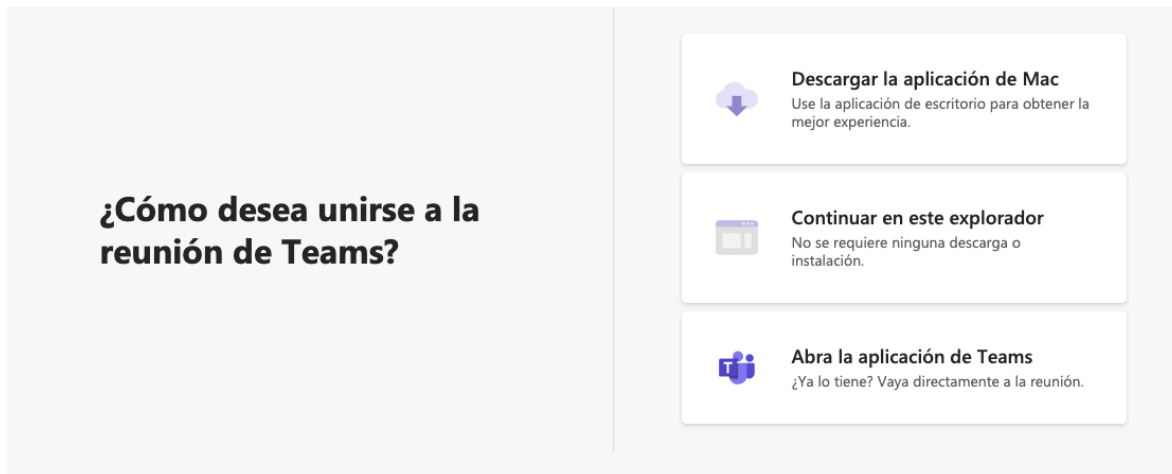 ¿Cómo desea unirse a la
reunión de Teams?
Descargar la aplicación de Mac
Use la aplicación de escritorio para obtener la
mejor experiencia.
Continuar en este explorador
No se requiere ninguna descarga o
instalación.
T
Abra la aplicación de Teams
¿Ya lo tiene? Vaya directamente a la reunión.